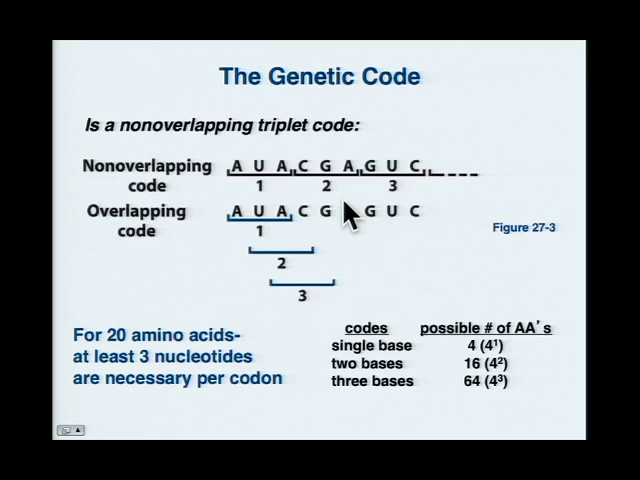 The Genetic Code
Is a nonoverlapping triplet code:
Nonoverlapping code A U A C G A G U C
1 2 3
Overlapping code A U A C G G U C
1
2
3
Figure 27-3
For 20 amino acids-
at least 3 nucleotides
are necessary per codon
codes possible # of AA's
single base 4 (4¹)
two bases 16 (4²)
three bases 64 (4³)